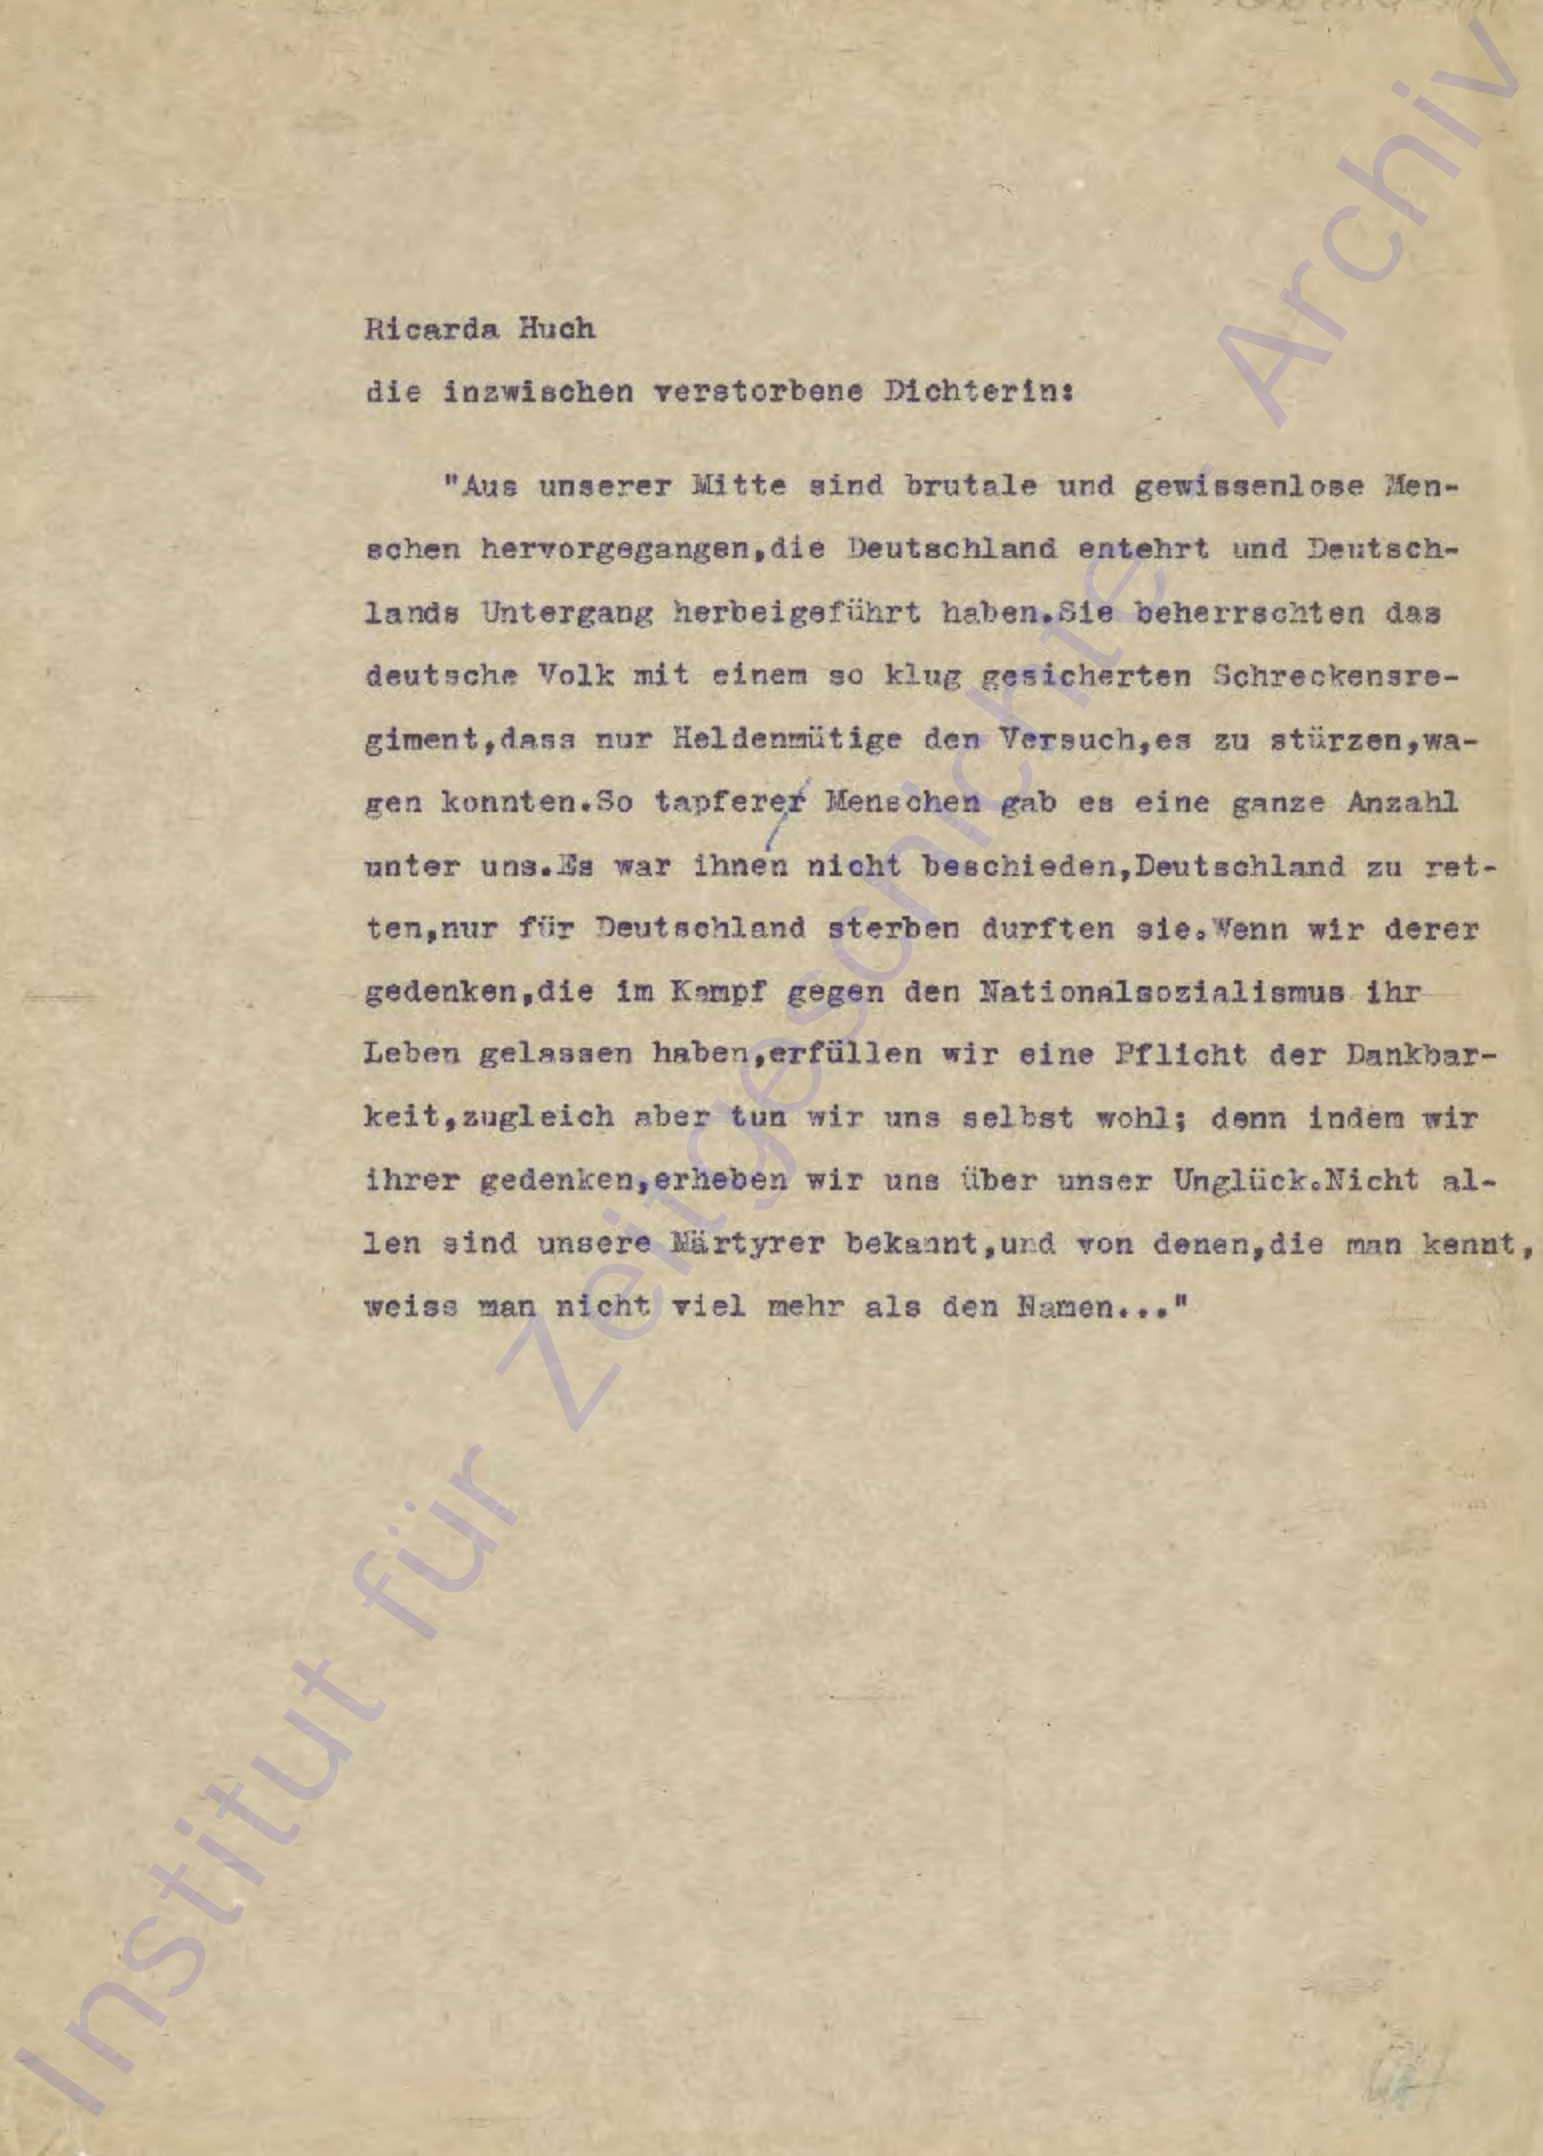 Ricarda Huch
die inzwischen verstorbene Dichterin:
"Aus unserer Mitte sind brutale und gewissenlose Men-
schen hervorgegangen,die Deutschland entehrt und Deutsch-
lands Untergang herbeigeführt haben.Sie beherrschten das
deutsche Volk mit einem so klug gesicherten Schreckensre-
giment,dass nur Heldenmütige den Versuch,es zu stürzen,wa-
gen konnten.So tapferer Menschen gab es eine ganze Anzahl
unter uns.Es war ihnen nicht beschieden,Deutschland zu ret-
ten,nur für Deutschland sterben durften sie.Wenn wir derer
gedenken,die im Kampf gegen den Nationalsozialismus ihr
Leben gelassen haben,erfüllen wir eine Pflicht der Dankbar-
keit,zugleich aber tun wir uns selbst wohl; denn indem wir
ihrer gedenken,erheben wir uns über unser Unglück.Nicht al-
len sind unsere Märtyrer bekannt,und von denen,die man kennt,
weiss man nicht viel mehr als den Namen..."
Institut für Zeitgeschichte - Archiv